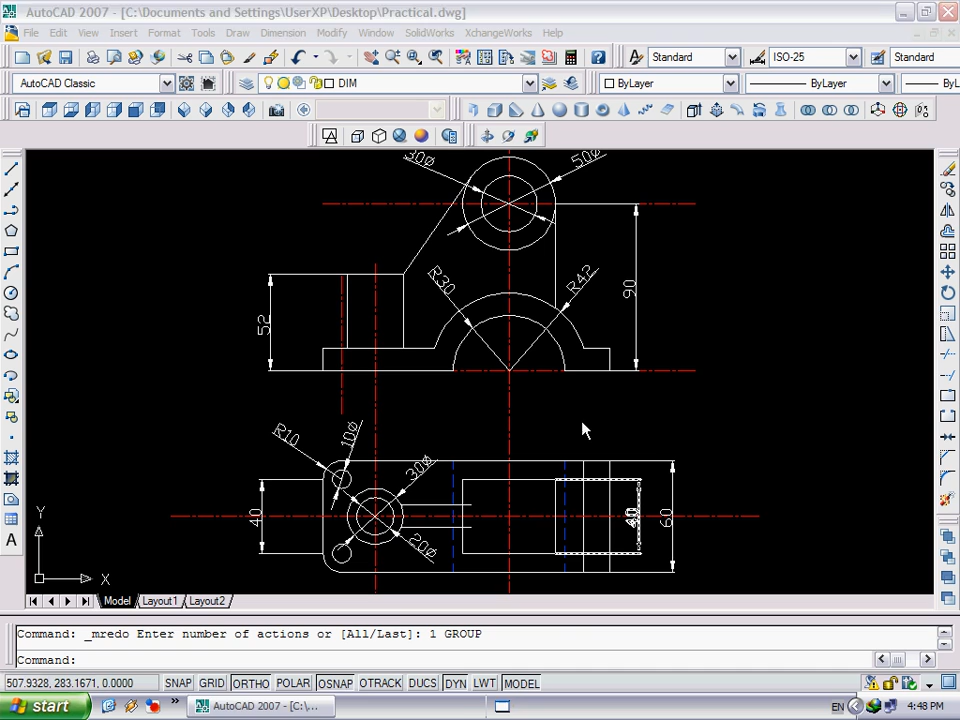 AutoCAD 2007 - [C:\Documents and Settings\UserXP\Desktop\Practical.dwg]
File Edit View Insert Format Tools Draw Dimension Modify Window SolidWorks XchangeWorks Help
Standard ISO-25 Standard
AutoCAD Classic DIM ByLayer ByLayer ByL
30ø 50ø
R30 R42
90
52
R10 10ø
30ø
40 40 60
20ø
Y
X
Model Layout1 Layout2
Command: _mredo Enter number of actions or [All/Last]: 1 GROUP
Command:
507.9328, 283.1671, 0.0000 SNAP GRID ORTHO POLAR OSNAP OTRACK DUCS DYN LWT MODEL
start AutoCAD 2007 - [C:\... EN 4:48 PM